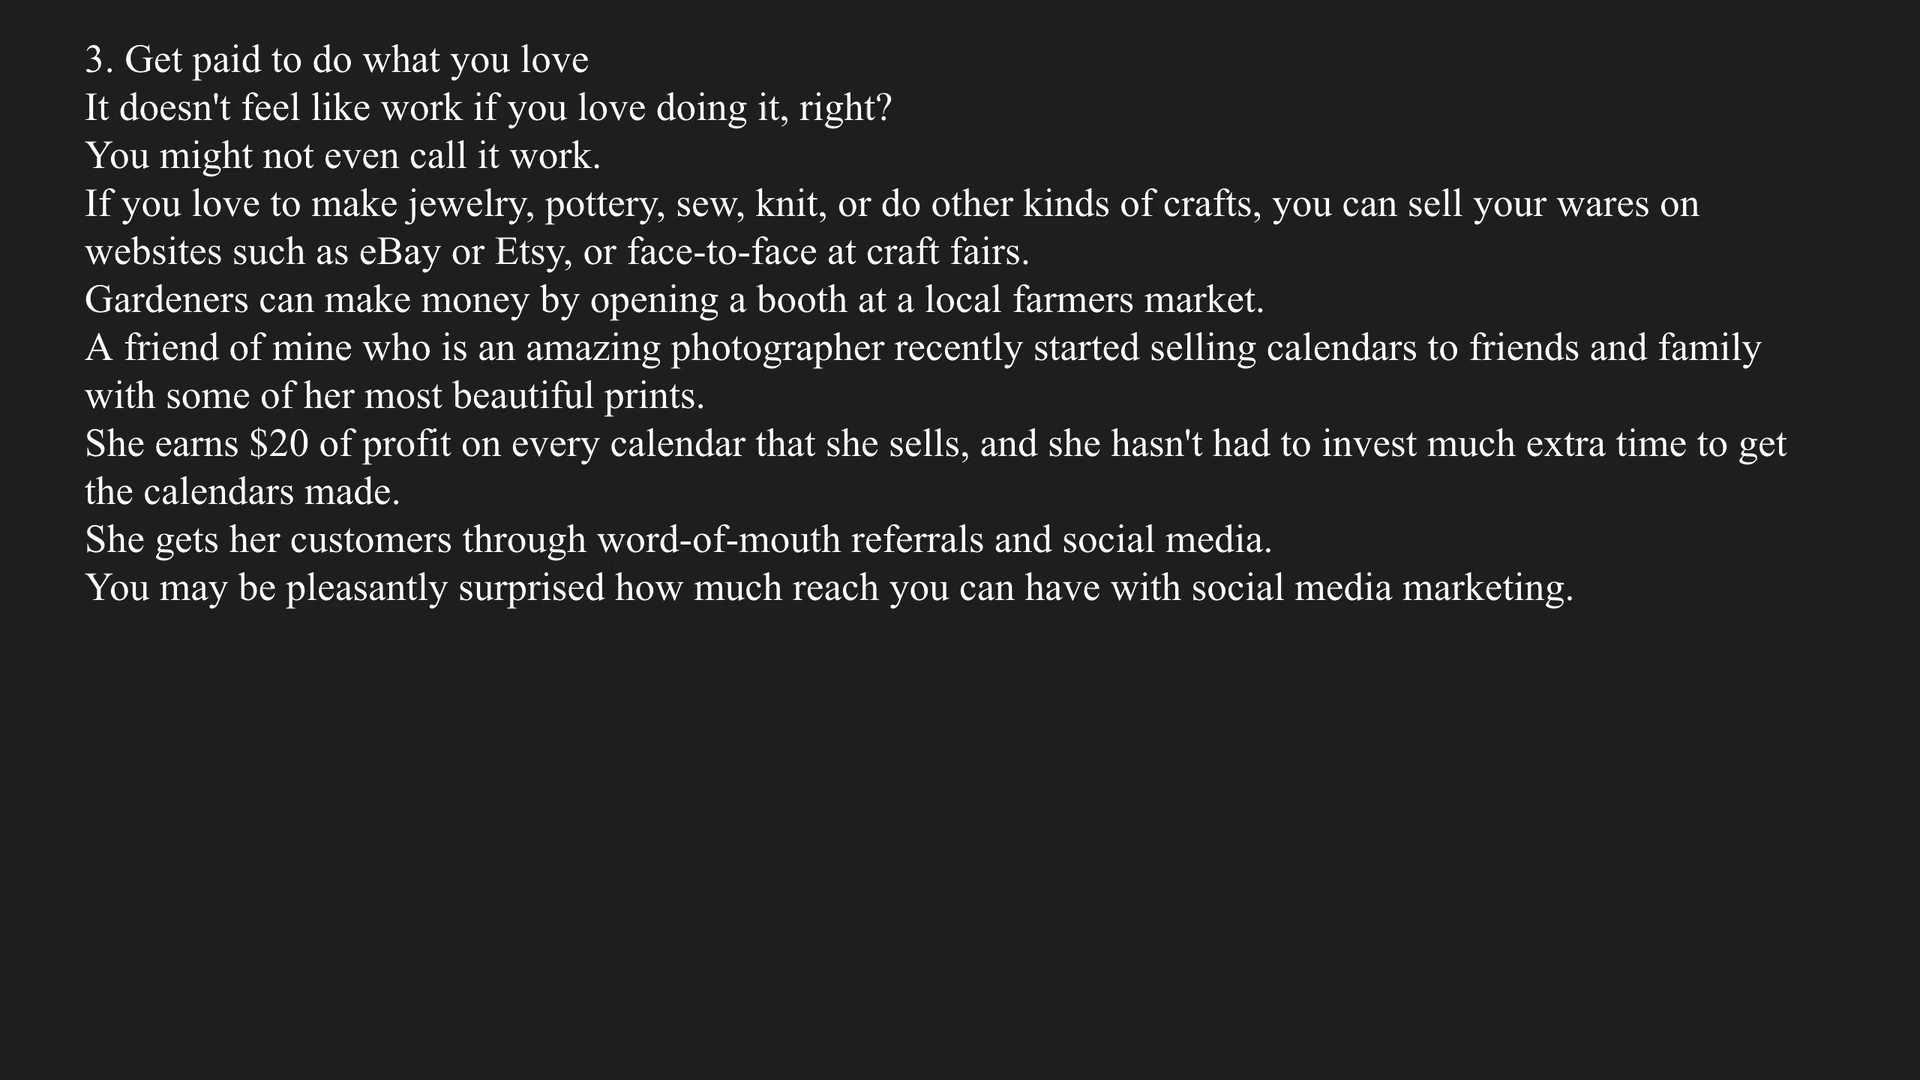 3. Get paid to do what you love
It doesn't feel like work if you love doing it, right?
You might not even call it work.
If you love to make jewelry, pottery, sew, knit, or do other kinds of crafts, you can sell your wares on
websites such as eBay or Etsy, or face-to-face at craft fairs.
Gardeners can make money by opening a booth at a local farmers market.
A friend of mine who is an amazing photographer recently started selling calendars to friends and family
with some of her most beautiful prints.
She earns $20 of profit on every calendar that she sells, and she hasn't had to invest much extra time to get
the calendars made.
She gets her customers through word-of-mouth referrals and social media.
You may be pleasantly surprised how much reach you can have with social media marketing.